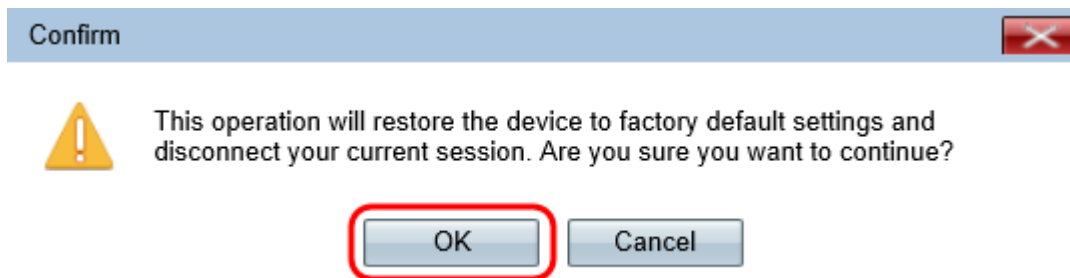 Confirm
This operation will restore the device to factory default settings and
disconnect your current session. Are you sure you want to continue?
OK Cancel